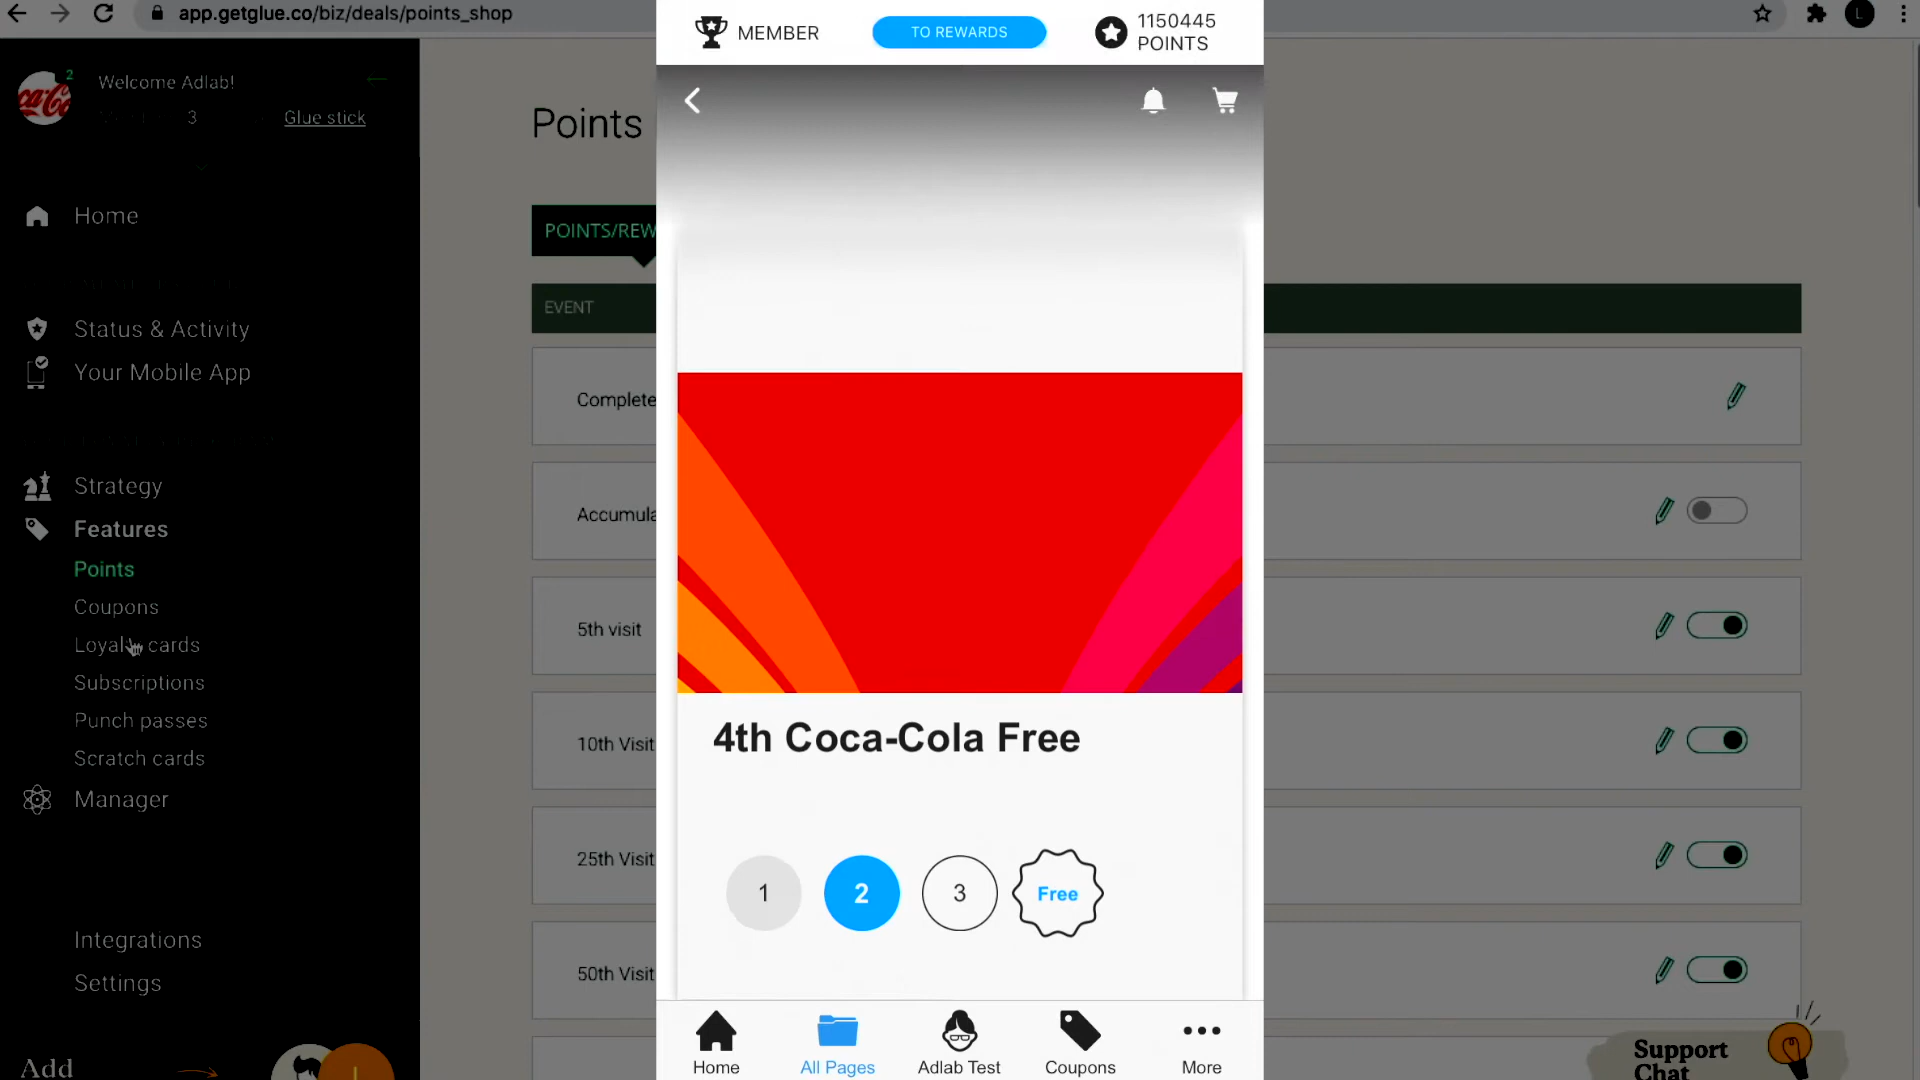 app.getglue.co/biz/deals/points_shop
L
2
Welcome Adlab!
3
Glue stick
Home
Status & Activity
Your Mobile App
Strategy
Features
Points
Coupons
Loyalty cards
Subscriptions
Punch passes
Scratch cards
Manager
Integrations
Settings
Add
Points
POINTS/REW
EVENT
Complete
Accumula
5th visit
10th Visit
25th Visit
50th Visit
MEMBER
TO REWARDS
1150445
POINTS
4th Coca-Cola Free
1
2
3
Free
Home
All Pages
Adlab Test
Coupons
More
Support
Chat